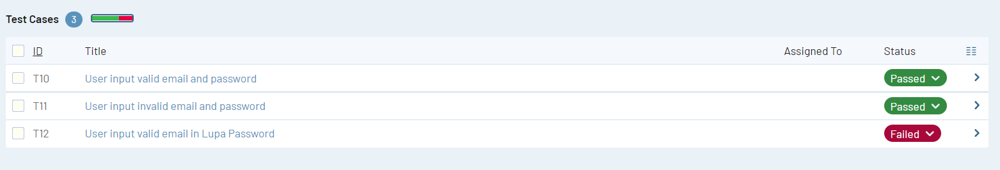 Test Cases 3
ID Title Assigned To Status
T10 User input valid email and password Passed
T11 User input invalid email and password Passed
T12 User input valid email in Lupa Password Failed